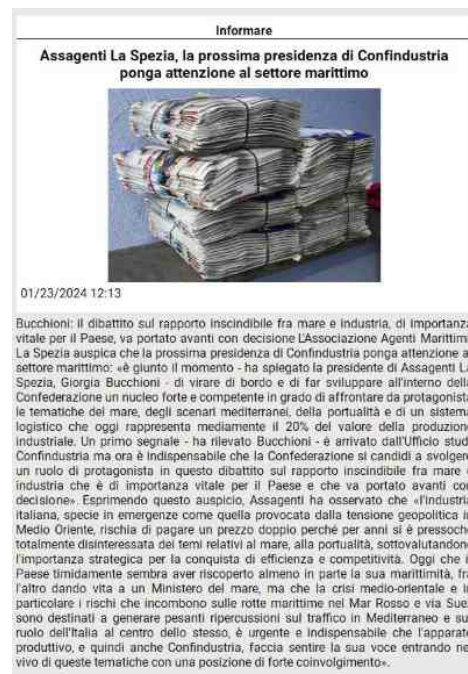 Informare
Assagenti La Spezia, la prossima presidenza di Confindustria
ponga attenzione al settore marittimo
01/23/2024 12:13
Bucchioni: il dibattito sul rapporto inscindibile fra mare e industria, di importanza
vitale per il Paese, va portato avanti con decisione L'Associazione Agenti Marittimi
La Spezia auspica che la prossima presidenza di Confindustria ponga attenzione al
settore marittimo: «è giunto il momento - ha spiegato la presidente di Assagenti La
Spezia, Giorgia Bucchioni - di virare di bordo e di far sviluppare all'interno della
Confederazione un nucleo forte e competente in grado di affrontare da protagonista
le tematiche del mare, degli scenari mediterranei, della portualità e di un sistema
logistico che oggi rappresenta mediamente il 20% del valore della produzione
industriale. Un primo segnale - ha rilevato Bucchioni - è arrivato dall'Ufficio studi
Confindustria ma ora è indispensabile che la Confederazione si candidi a svolgere
un ruolo di protagonista in questo dibattito sul rapporto inscindibile fra mare e
industria che è di importanza vitale per il Paese e che va portato avanti con
decisione». Esprimendo questo auspicio, Assagenti ha osservato che «l'industria
italiana, specie in emergenze come quella provocata dalla tensione geopolitica in
Medio Oriente, rischia di pagare un prezzo doppio perché per anni si è pressoché
totalmente disinteressata dei temi relativi al mare, alla portualità, sottovalutandone
l'importanza strategica per la conquista di efficienza e competitività. Oggi che il
Paese timidamente sembra aver riscoperto almeno in parte la sua marittimità, fra
l'altro dando vita a un Ministero del mare, ma che la crisi medio-orientale e in
particolare i rischi che incombono sulle rotte marittime nel Mar Rosso e via Suez
sono destinati a generare pesanti ripercussioni sul traffico in Mediterraneo e sul
ruolo dell'Italia al centro dello stesso, è urgente e indispensabile che l'apparato
produttivo, e quindi anche Confindustria, faccia sentire la sua voce entrando nel
vivo di queste tematiche con una posizione di forte coinvolgimento».